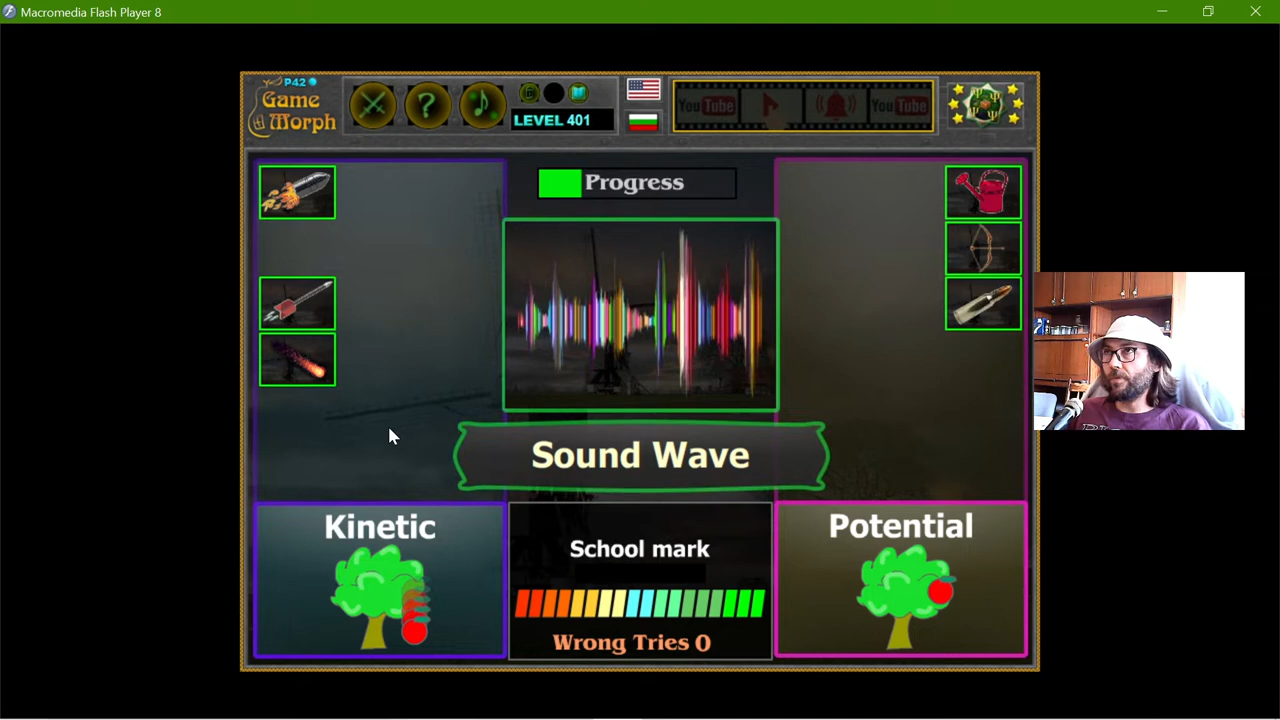 Macromedia Flash Player 8
P42
Game
Morph
LEVEL 401
YouTube
YouTube
Progress
Sound Wave
Kinetic
School mark
Wrong Tries 0
Potential